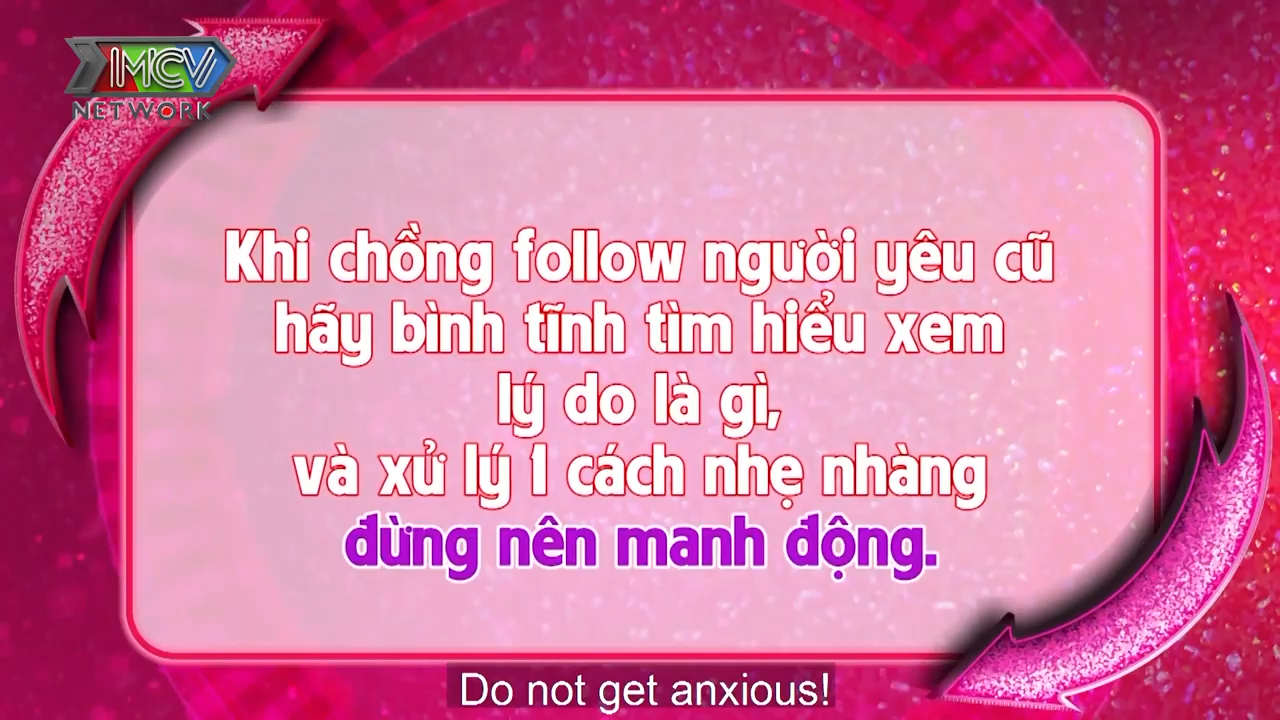 MCV
NETWORK
Khi chồng follow người yêu cũ
hãy bình tĩnh tìm hiểu xem
lý do là gì,
và xử lý 1 cách nhẹ nhàng
đừng nên manh động.
Do not get anxious!